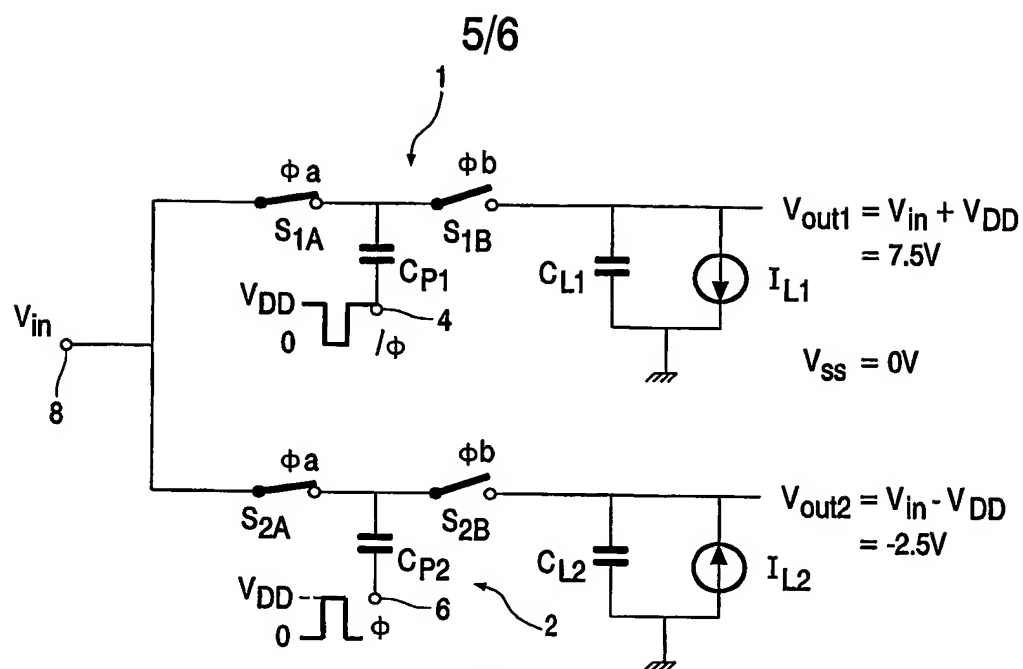 5/6
1
ϕa
ϕb
S1A
S1B
CP1
CL1
IL1
Vout1 = Vin + VDD
= 7.5V
VDD
0
/ϕ
4
VSS = 0V
Vin
8
ϕa
ϕb
S2A
S2B
CP2
CL2
IL2
Vout2 = Vin - VDD
= -2.5V
VDD
0
ϕ
6
2